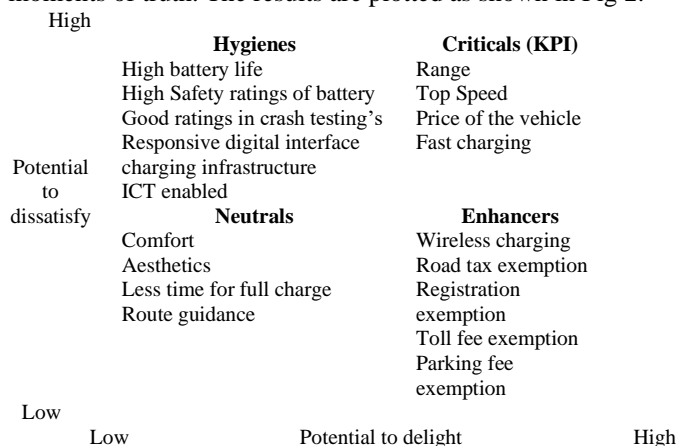 moments of truth. The results are plotted as shown in Fig 2.
High
Hygienes Criticals (KPI)
High battery life Range
High Safety ratings of battery Top Speed
Good ratings in crash testing's Price of the vehicle
Responsive digital interface Fast charging
Potential charging infrastructure
to ICT enabled
dissatisfy Neutrals Enhancers
Comfort Wireless charging
Aesthetics Road tax exemption
Less time for full charge Registration
Route guidance exemption
Toll fee exemption
Parking fee
exemption
Low
Low Potential to delight High